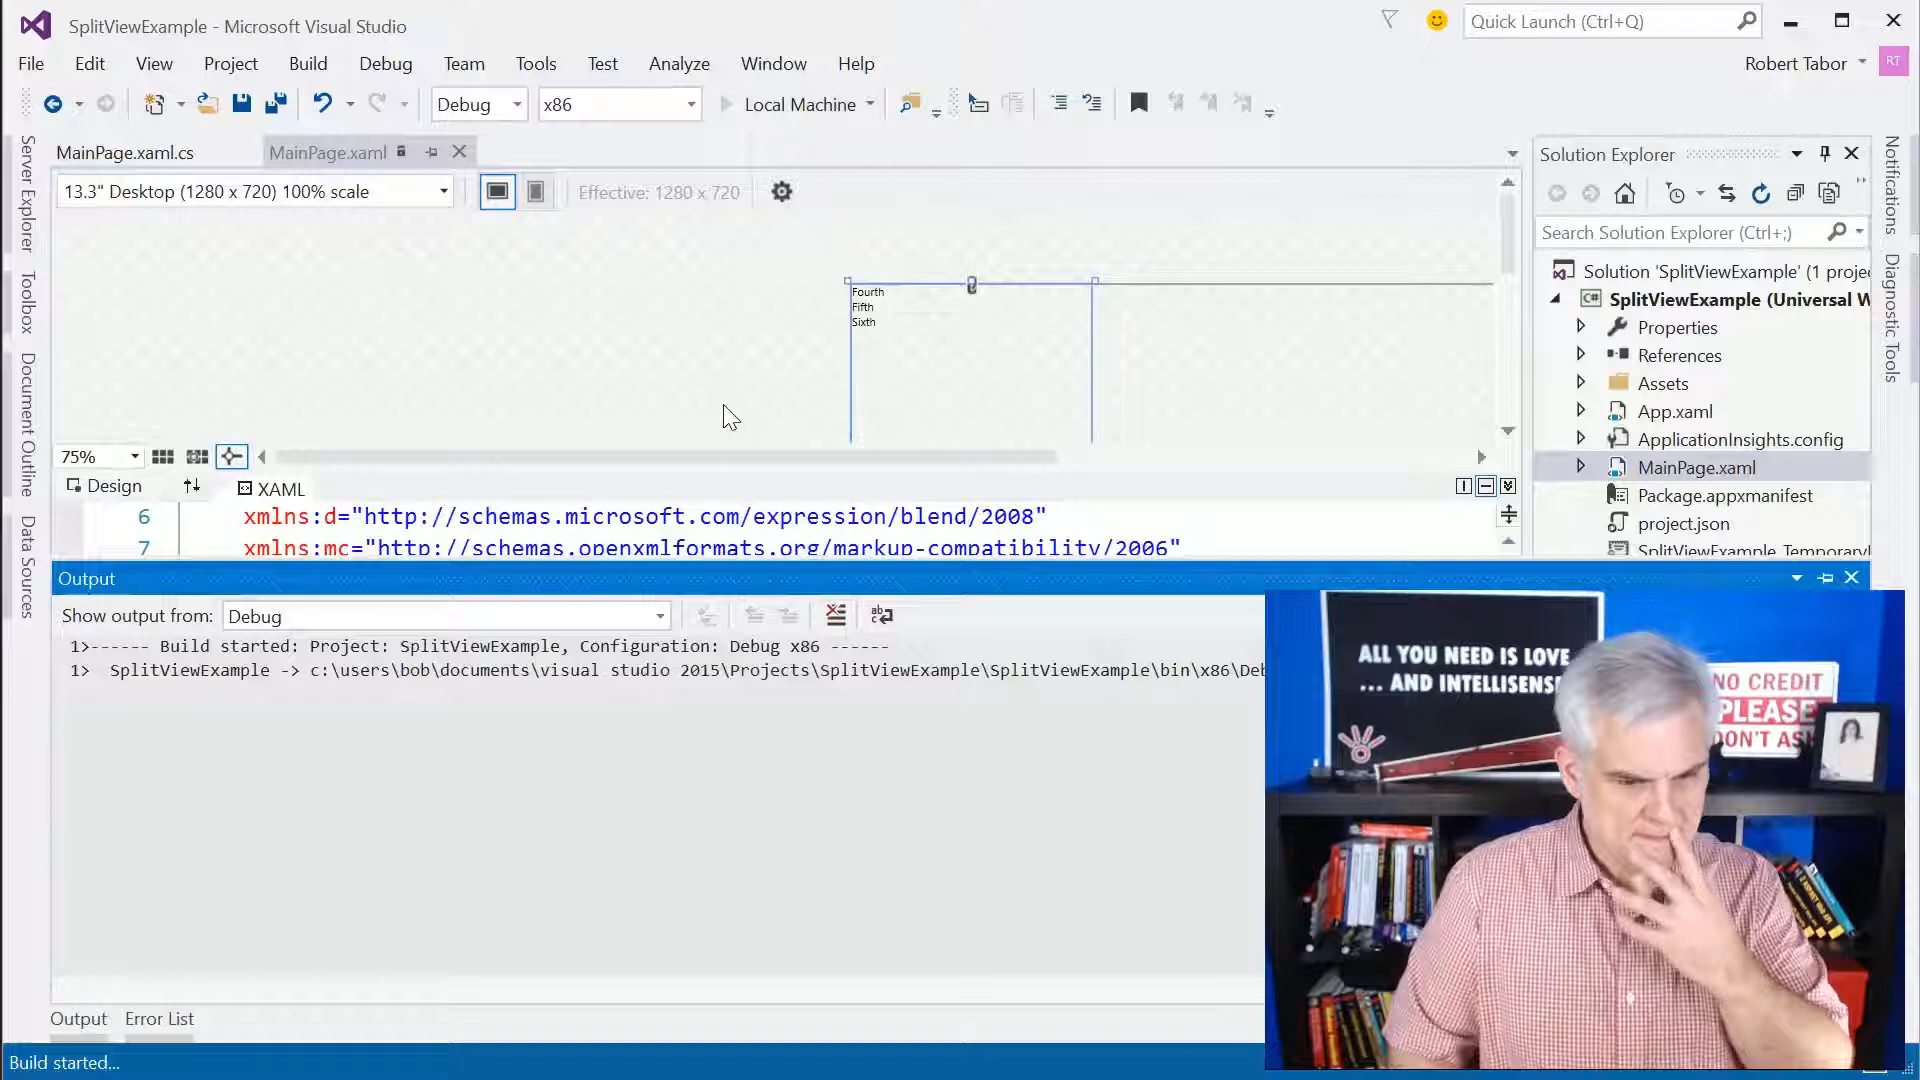 SplitViewExample - Microsoft Visual Studio
Quick Launch (Ctrl+Q)
File Edit View Project Build Debug Team Tools Test Analyze Window Help
Robert Tabor RT
Debug x86 Local Machine
MainPage.xaml.cs MainPage.xaml
13.3" Desktop (1280 x 720) 100% scale
Effective: 1280 x 720
Server Explorer
Toolbox
Document Outline
Data Sources
Fourth
Fifth
Sixth
75%
Design XAML
6 xmlns:d="http://schemas.microsoft.com/expression/blend/2008"
7 xmlns:mc="http://schemas.openxmlformats.org/markup-compatibility/2006"
Solution Explorer
Search Solution Explorer (Ctrl+;)
Solution 'SplitViewExample' (1 proje
C# SplitViewExample (Universal W
Properties
References
Assets
App.xaml
ApplicationInsights.config
MainPage.xaml
Package.appxmanifest
project.json
SplitViewExample_Temporaryl
Notifications
Diagnostic Tools
Output
Show output from: Debug
1>------ Build started: Project: SplitViewExample, Configuration: Debug x86 ------
1> SplitViewExample -> c:\users\bob\documents\visual studio 2015\Projects\SplitViewExample\SplitViewExample\bin\x86\Deb
ALL YOU NEED IS LOVE
... AND INTELLISENSE
NO CREDIT
PLEASE
DON'T ASK
Output Error List
Build started...